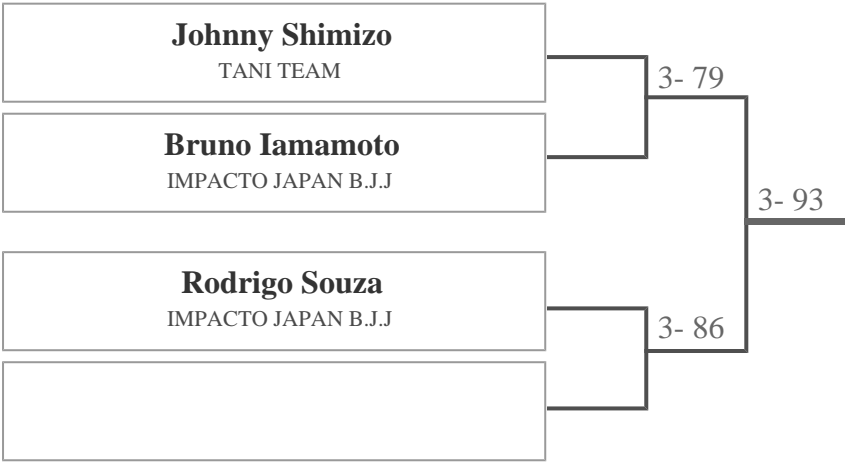 Johnny Shimizo
TANI TEAM
3- 79
Bruno Iamamoto
IMPACTO JAPAN B.J.J
3- 93
Rodrigo Souza
IMPACTO JAPAN B.J.J
3- 86